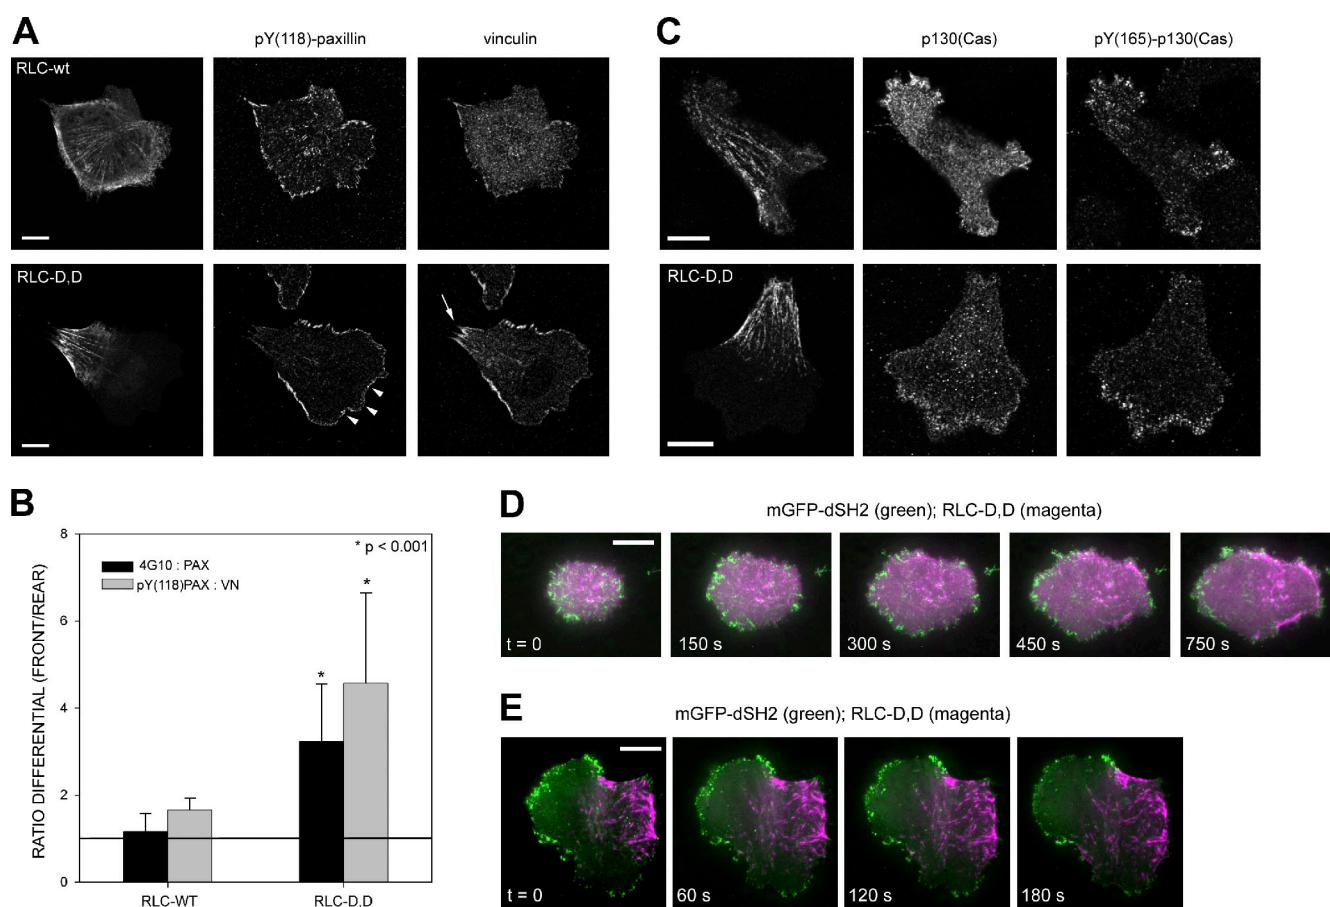 A
pY(118)-paxillin
vinculin
RLC-wt
RLC-D,D
C
p130(Cas)
pY(165)-p130(Cas)
RLC-D,D
B
RATIO DIFFERENTIAL (FRONT/REAR)
8
6
4
2
0
* p < 0.001
4G10 : PAX
pY(118)PAX : VN
*
*
RLC-WT
RLC-D.D
D
mGFP-dSH2 (green); RLC-D,D (magenta)
t = 0
150 s
300 s
450 s
750 s
E
mGFP-dSH2 (green); RLC-D,D (magenta)
t = 0
60 s
120 s
180 s